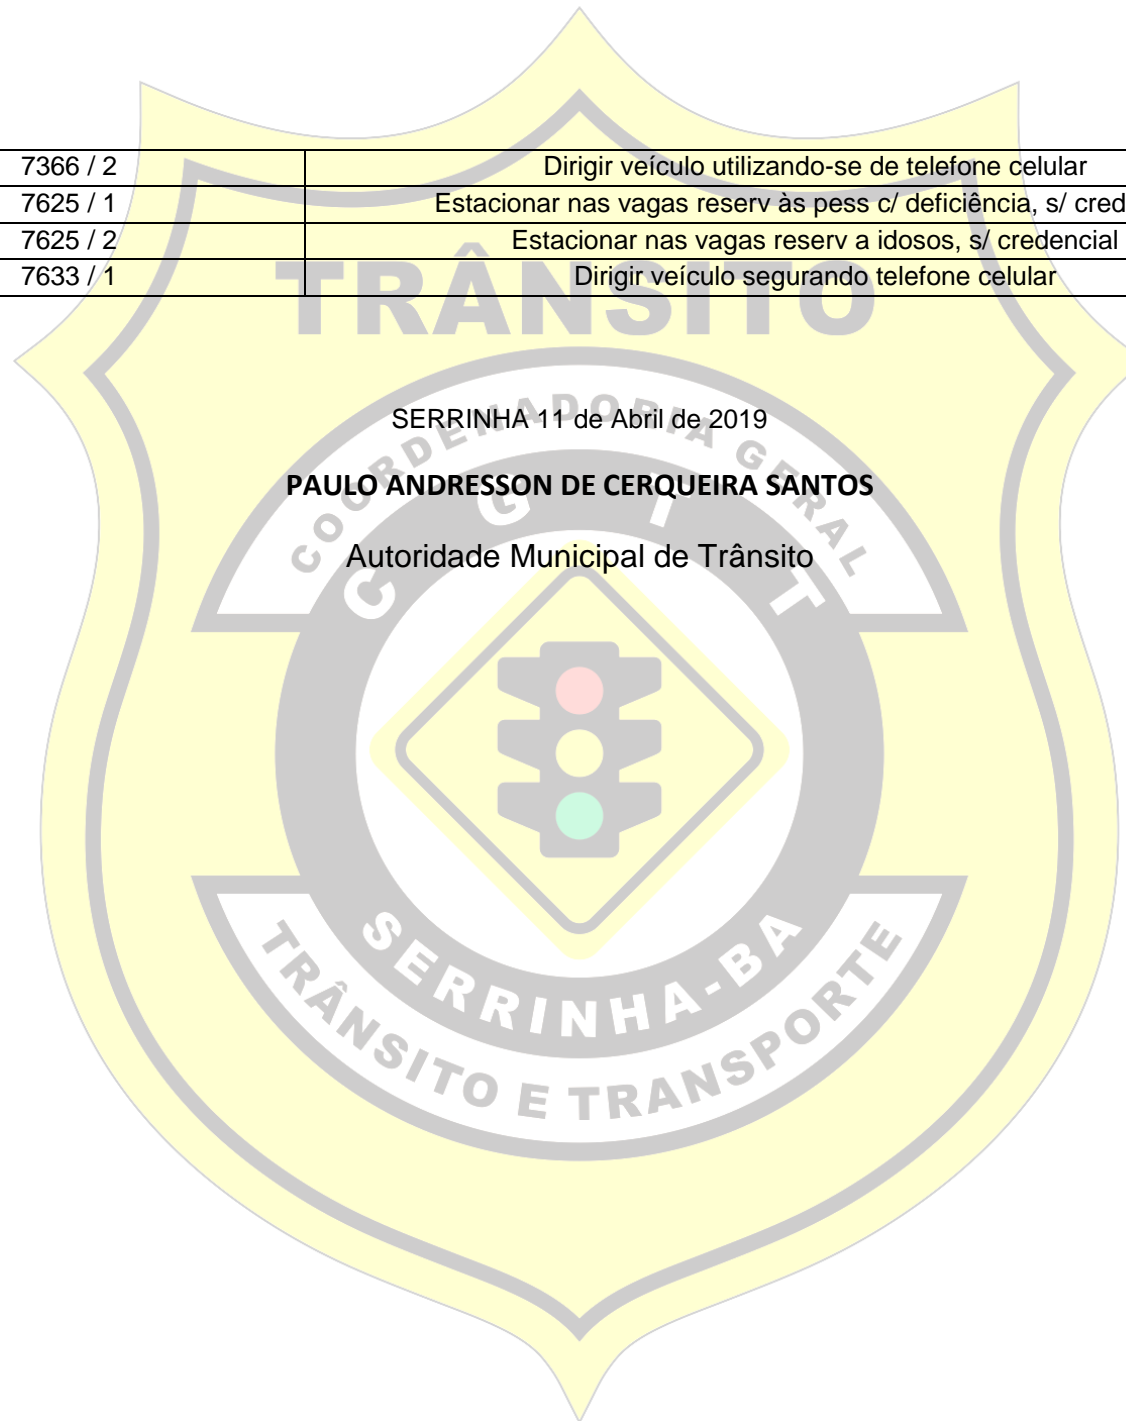 7366 / 2 Dirigir veículo utilizando-se de telefone celular
7625 / 1 Estacionar nas vagas reserv às pess c/ deficiência, s/ cred
7625 / 2 Estacionar nas vagas reserv a idosos, s/ credencial
7633 / 1 Dirigir veículo segurando telefone celular
TRÂNSITO
SERRINHA 11 de Abril de 2019
COORDENADORIA GERAL
PAULO ANDRESSON DE CERQUEIRA SANTOS
CGTT
Autoridade Municipal de Trânsito
SERRINHA-BA
TRÂNSITO E TRANSPORTE